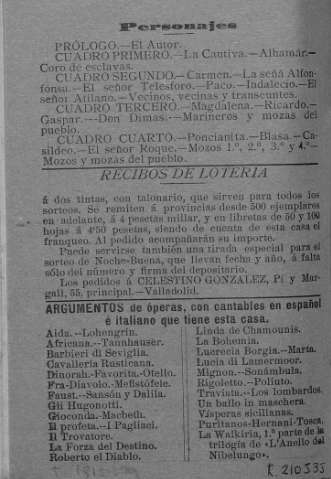 Personajes
PRÓLOGO.—El Autor.
CUADRO PRIMERO.—La Cautiva.—Alhamár.—
Coro de esclavas.
CUADRO SEGUNDO.—Carmen.—La señá Alfon-
fonsa.—El señor Telesforo.—Paco.—Indalecio.—El
señor Atilano.—Vecinos, vecinas y transeuntes.
CUADRO TERCERO.—Magdalena.—Ricardo.—
Gaspar.—Don Dimas.—Marineros y mozas del
pueblo.
CUADRO CUARTO.—Poncianita.—Blasa.—Ca-
sildeo.—El señor Roque.—Mozos 1.º, 2.º, 3.º y 4.º—
Mozos y mozas del pueblo.
RECIBOS DE LOTERIA
á dos tintas, con talonario, que sirven para todos los
sorteos. Se remiten á provincias desde 500 ejemplares
en adelante, á 4 pesetas millar, y en libretas de 50 y 100
hojas á 4'50 pesetas, siendo de cuenta de esta casa el
franqueo. Al pedido acompañarán su importe.
Puede servirse también una tirada especial para el
sorteo de Noche-Buena, que llevan fecha y año, á falta
sólo del número y firma del depositario.
Los pedidos á CELESTINO GONZALEZ, Pí y Mar-
gall, 55, principal.—Valladolid.
ARGUMENTOS de óperas, con cantables en español
é italiano que tiene esta casa.
Aida.—Lohengrin.
Africana.—Tannhauser.
Barbieri di Seviglia.
Cavallería Rusticana.
Dinorah-Favorita.-Otello.
Fra-Diavolo.-Mefistófele.
Faust.—Sansón y Dalila.
Gli Hugonotti.
Gioconda.-Macbeth.
Il profeta.—I Pagliaci.
Il Trovatore.
La Forza del Destino.
Roberto el Diablo.
Linda de Chamounis.
La Bohemia.
Lucrecia Borgia.—Marta.
Lucia di Lamermoor.
Mignon.—Sonámbula.
Rigoletto.—Poliuto.
Traviata.—Los lombardos.
Un ballo in maschera.
Vísperas sicilianas.
Puritanos-Hernani-Tosca.
La Walkiria, 1.ª parte de la
trilogía de «L'Anello del
Nibelungo».
R. 210535